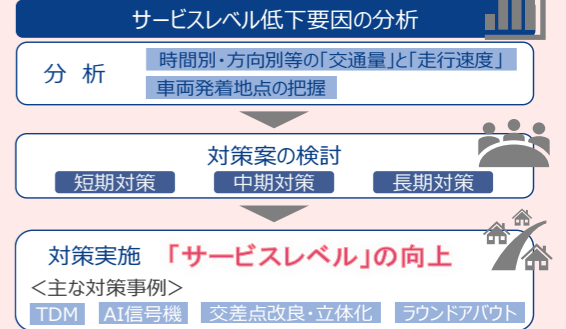 サービスレベル低下要因の分析
分 析
時間別・方向別等の「交通量」と「走行速度」
車両発着地点の把握
対策案の検討
短期対策 中期対策 長期対策
対策実施 「サービスレベル」の向上
＜主な対策事例＞
TDM AI信号機 交差点改良・立体化 ラウンドアバウト